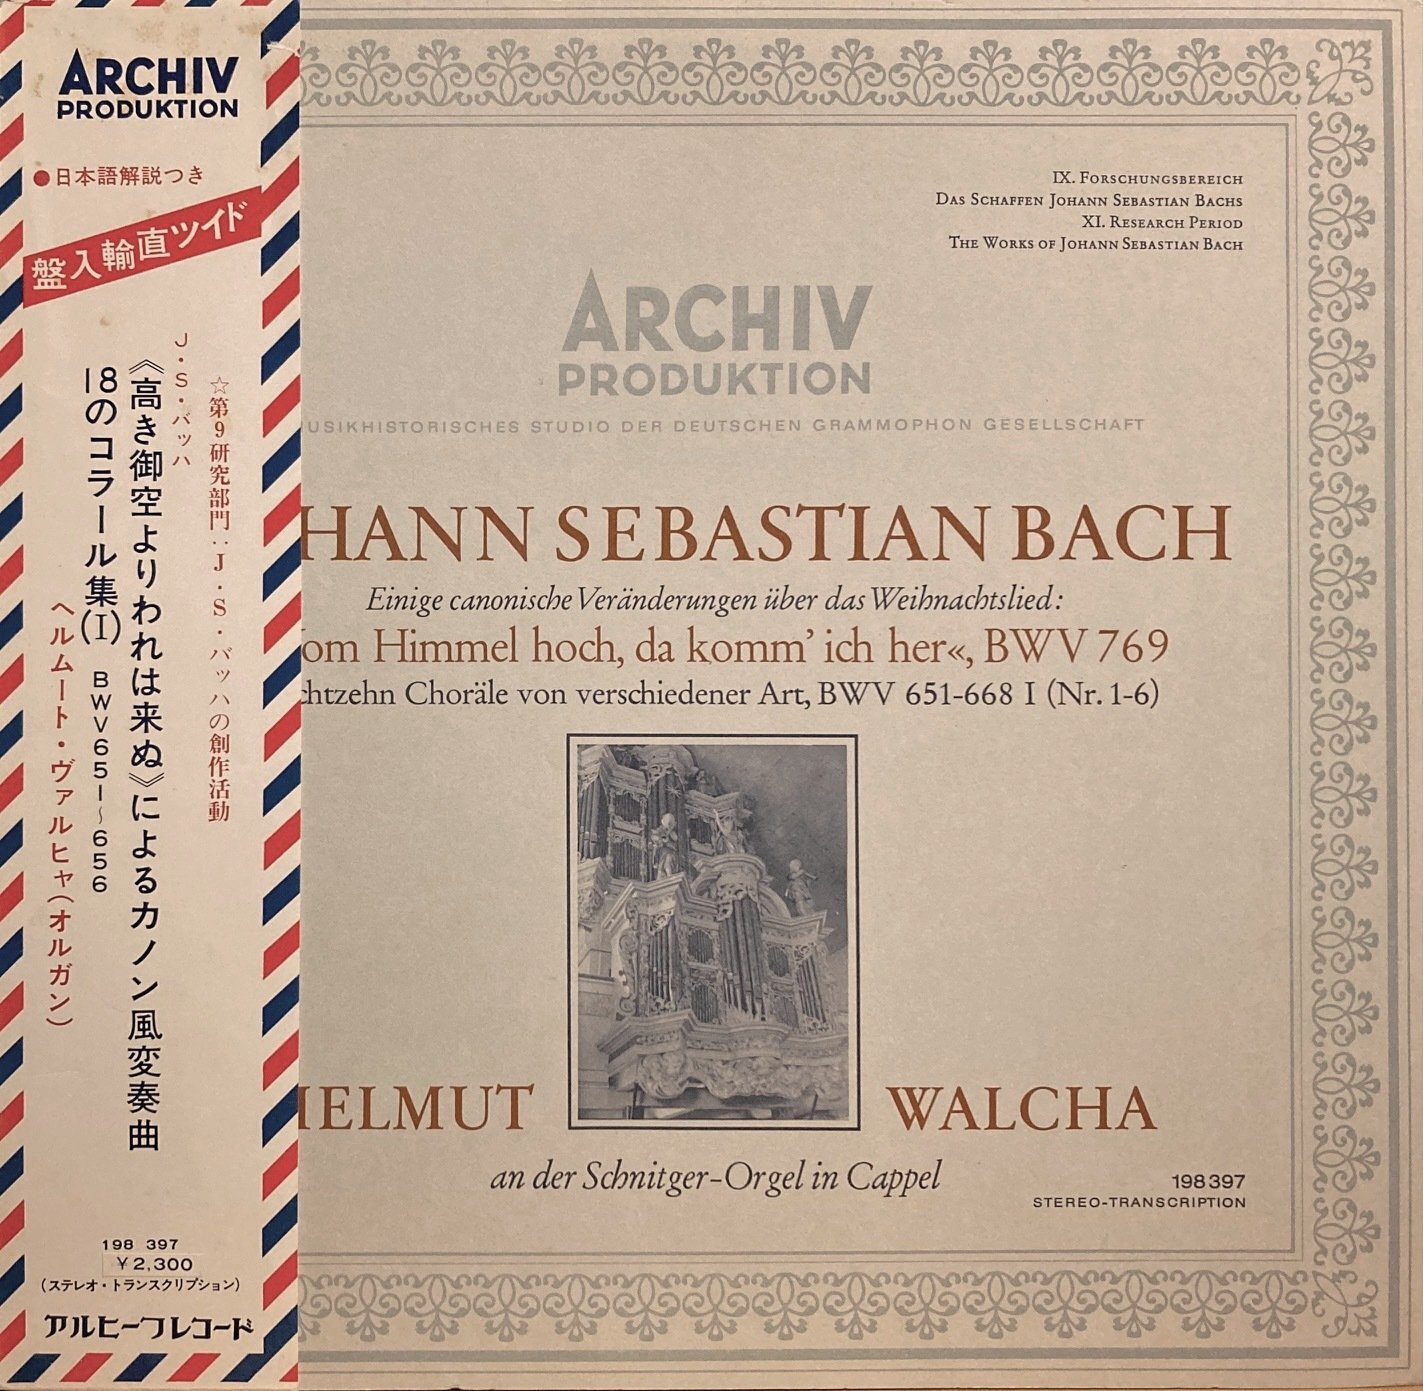 ARCHIV
PRODUKTION
●日本語解説つき
盤入輸直ツイド
☆第9研究部門:J・S・バッハの創作活動
J・S・バッハ
《高き御空よりわれは来ぬ》によるカノン風変奏曲
18のコラール集(I) BWV651~656
ヘルムート・ヴァルヒャ(オルガン)
198 397
¥2,300
(ステレオ・トランスクリプション)
アルヒーフレコード
IX. FORSCHUNGSBEREICH
DAS SCHAFFEN JOHANN SEBASTIAN BACHS
XI. RESEARCH PERIOD
THE WORKS OF JOHANN SEBASTIAN BACH
ARCHIV
PRODUKTION
USIKHISTORISCHES STUDIO DER DEUTSCHEN GRAMMOPHON GESELLSCHAFT
HANN SEBASTIAN BACH
Einige canonische Veränderungen über das Weihnachtslied:
om Himmel hoch, da komm' ich her«, BWV 769
chtzehn Choräle von verschiedener Art, BWV 651-668 I (Nr. 1-6)
HELMUT WALCHA
an der Schnitger-Orgel in Cappel
198 397
STEREO-TRANSCRIPTION